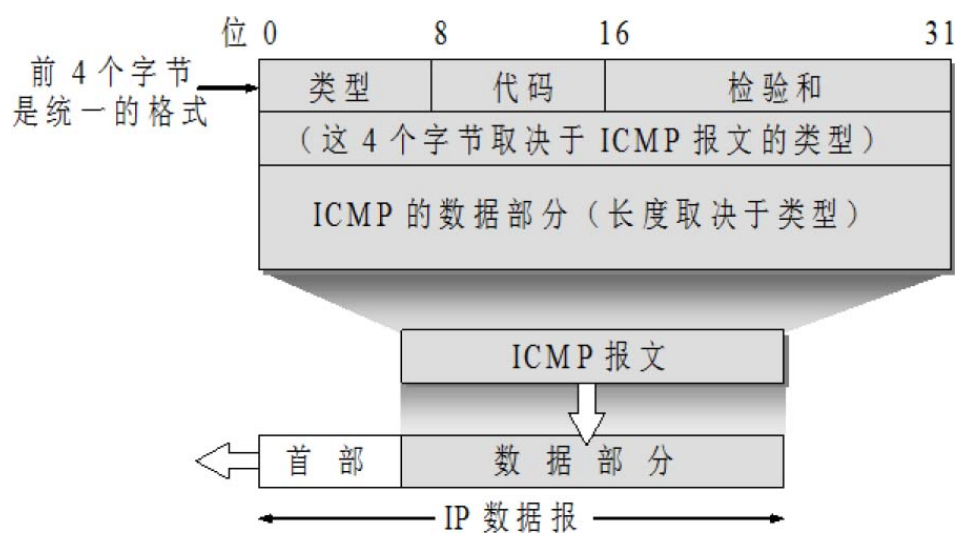 位 0 8 16 31
前 4 个字节
是统一的格式
类型 代码 检验和
(这 4 个字节取决于 ICMP 报文的类型)
ICMP 的数据部分(长度取决于类型)
ICMP 报文
首部 数据部分
IP 数据报